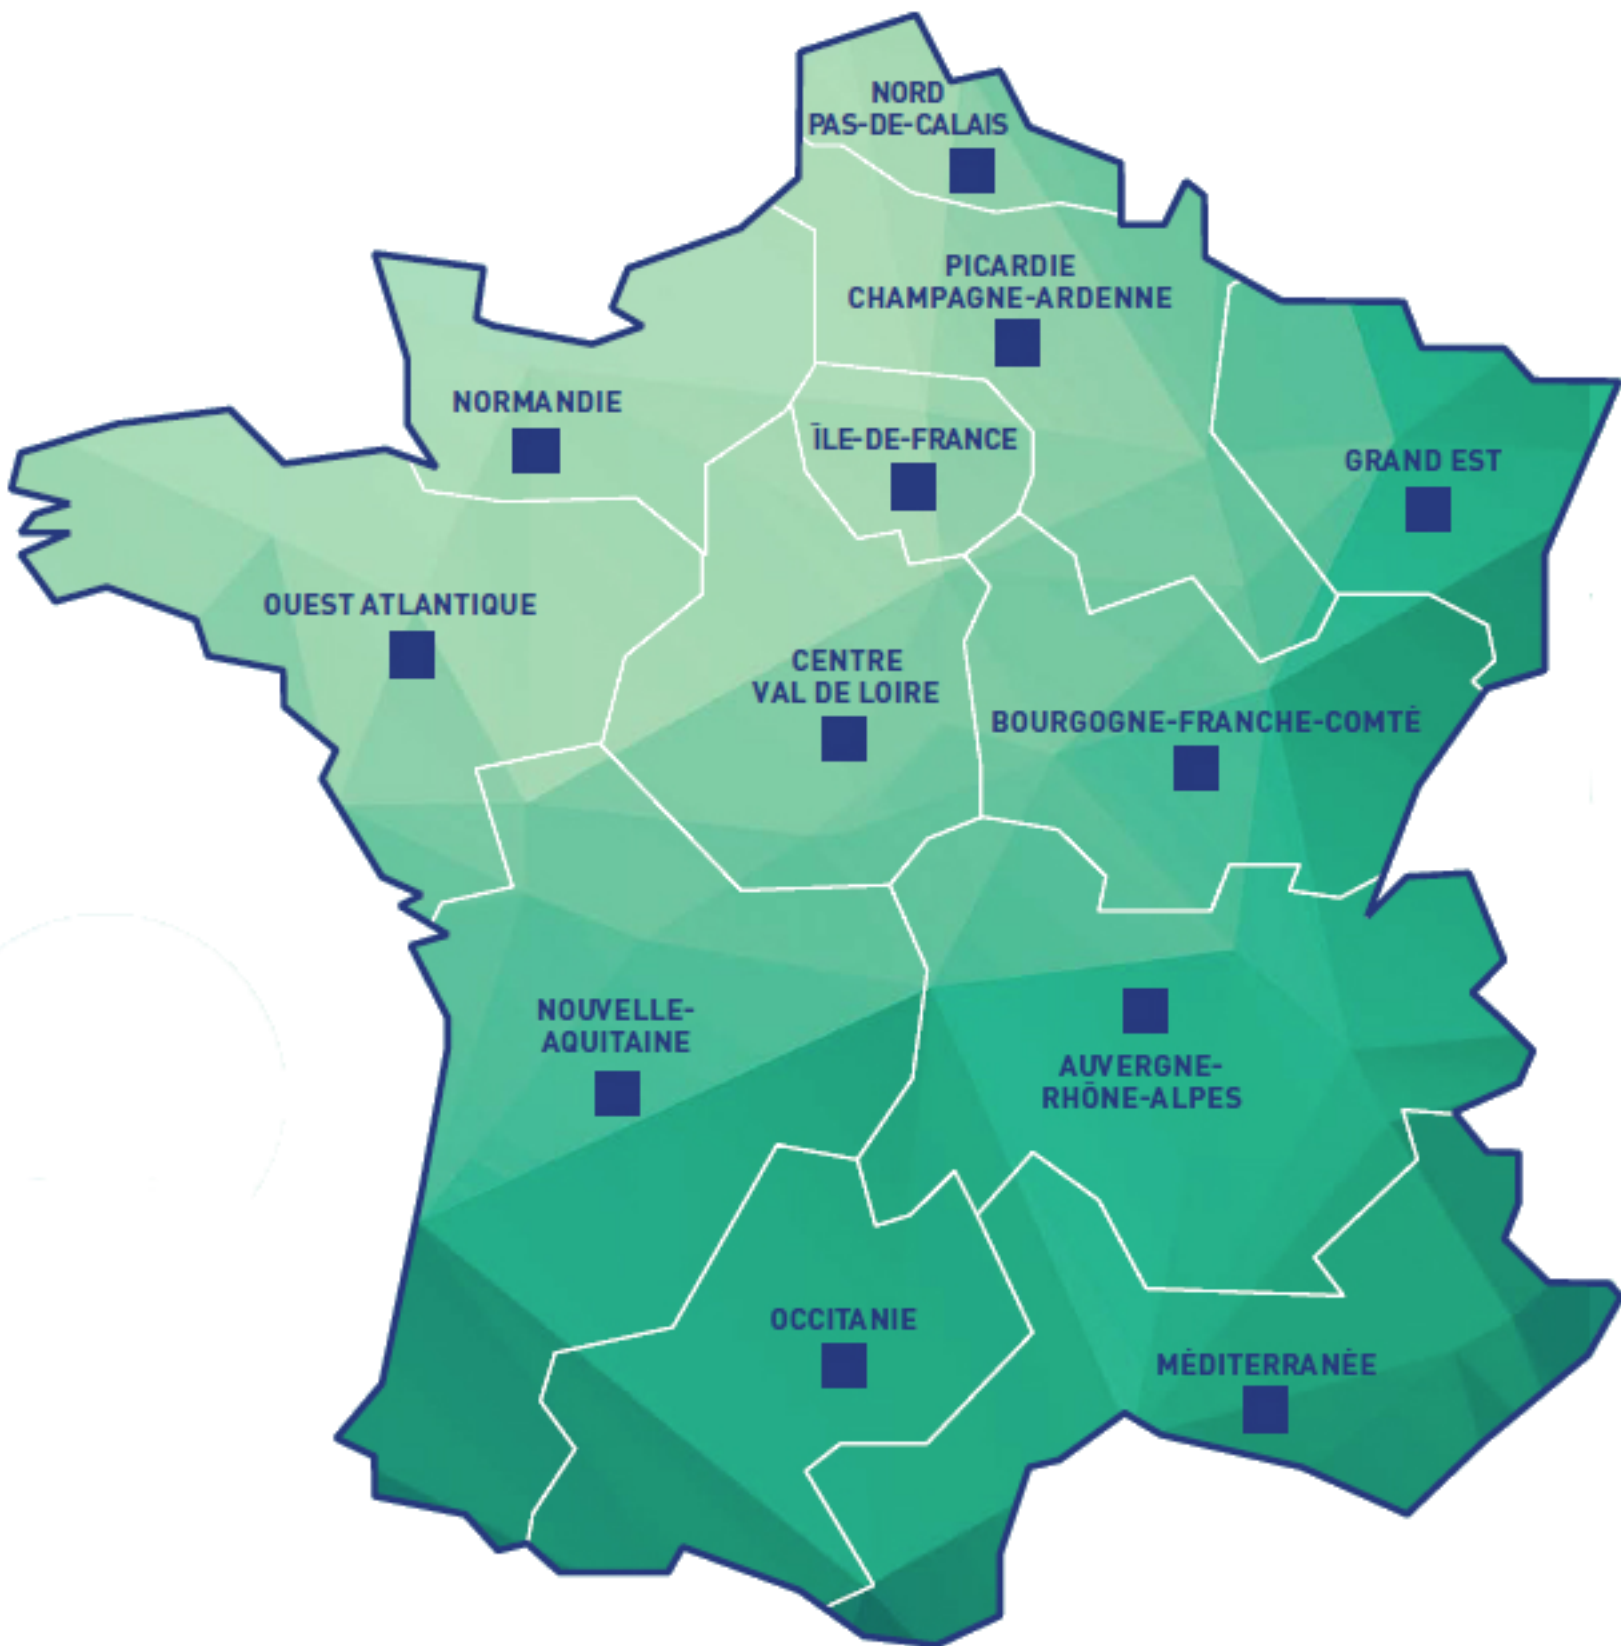 NORD
PAS-DE-CALAIS
PICARDIE
CHAMPAGNE-ARDENNE
NORMANDIE
ÎLE-DE-FRANCE
GRAND EST
OUEST ATLANTIQUE
CENTRE
VAL DE LOIRE
BOURGOGNE-FRANCHE-COMTÉ
NOUVELLE-
AQUITAINE
AUVERGNE-
RHÔNE-ALPES
OCCITANIE
MÉDITERRANÉE